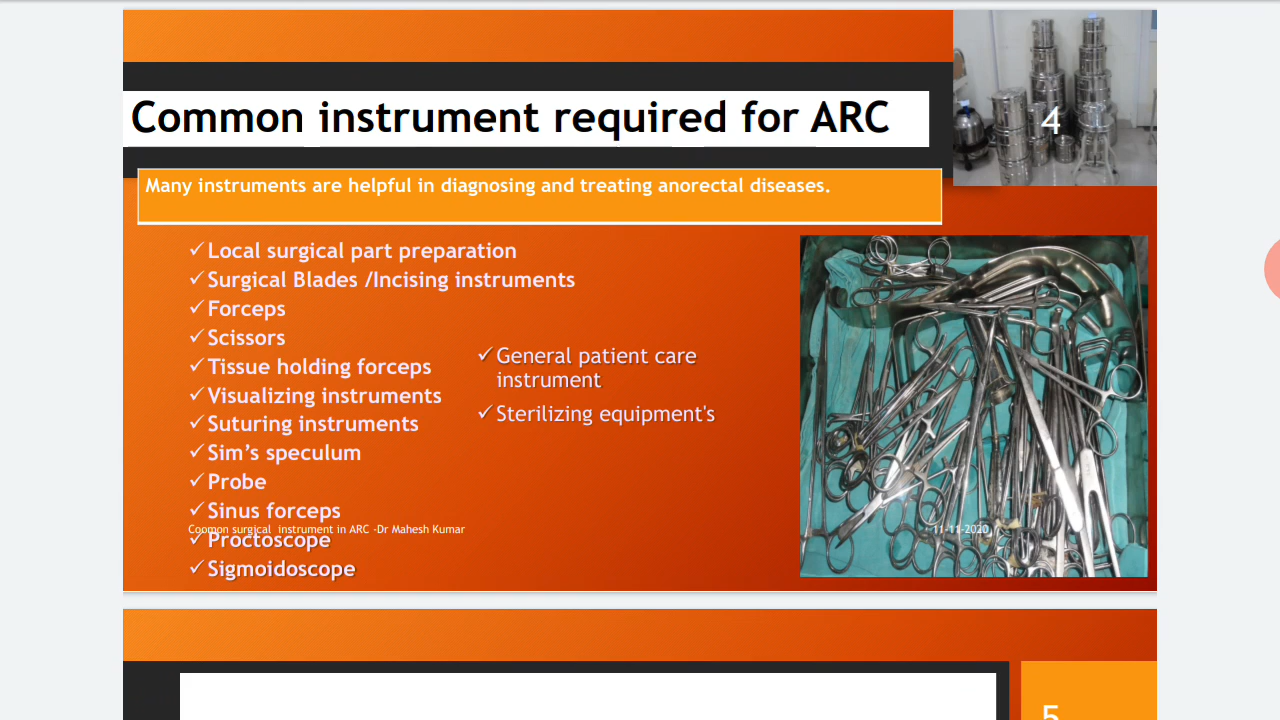 Common instrument required for ARC
4
Many instruments are helpful in diagnosing and treating anorectal diseases.
✓Local surgical part preparation
✓Surgical Blades /Incising instruments
✓Forceps
✓Scissors
✓Tissue holding forceps
✓Visualizing instruments
✓Suturing instruments
✓Sim’s speculum
✓Probe
✓Sinus forceps
✓Proctoscope
✓Sigmoidoscope
✓General patient care
instrument
✓Sterilizing equipment's
Coomon surgical instrument in ARC -Dr Mahesh Kumar
11-11-2020
5